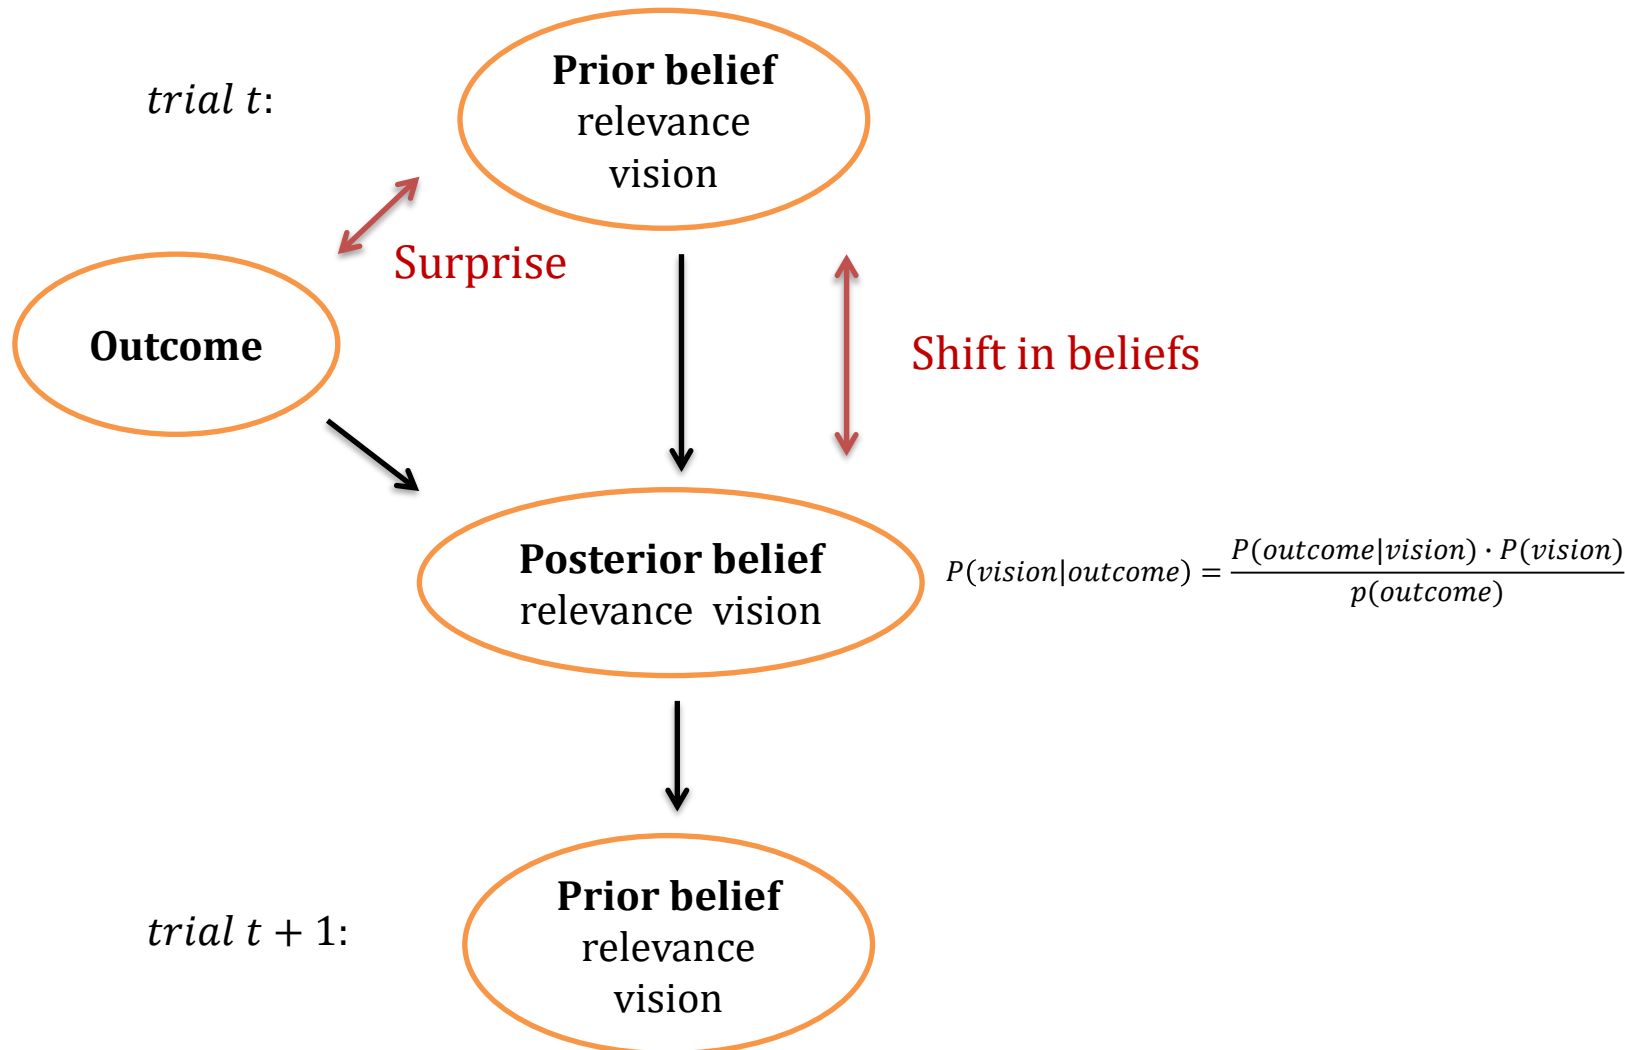 trial t:
Prior belief
relevance
vision
Surprise
Outcome
Shift in beliefs
Posterior belief
relevance vision
P(vision|outcome) = P(outcome|vision) · P(vision)
p(outcome)
trial t + 1:
Prior belief
relevance
vision